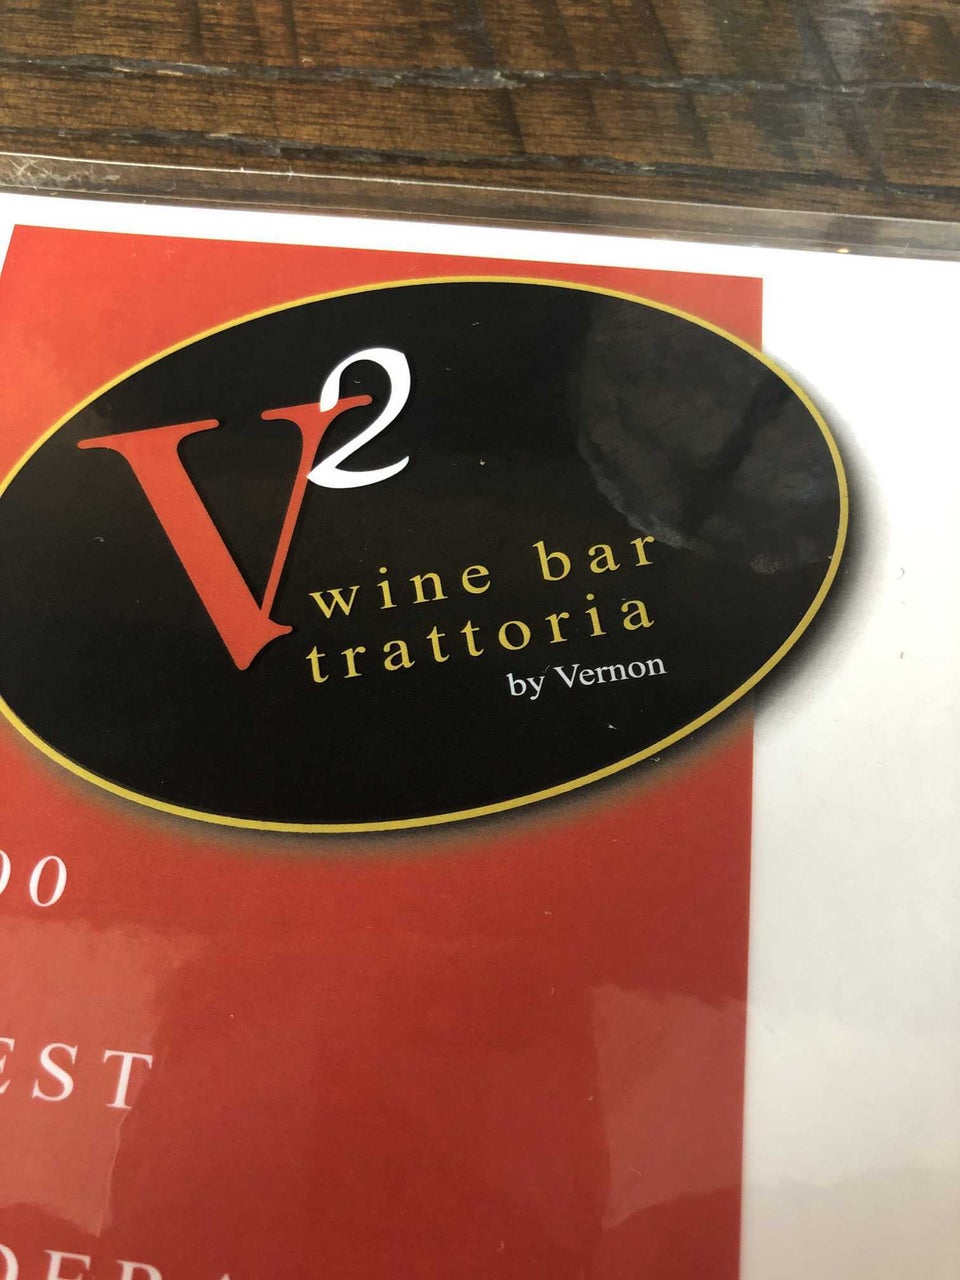 V2
wine bar
trattoria
by Vernon